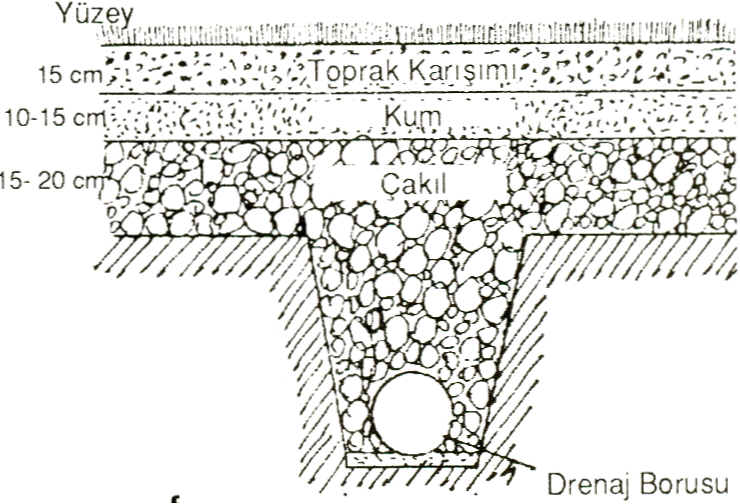 Yüzey
15 cm Toprak Karışımı
10-15 cm Kum
15- 20 cm Çakıl
Drenaj Borusu